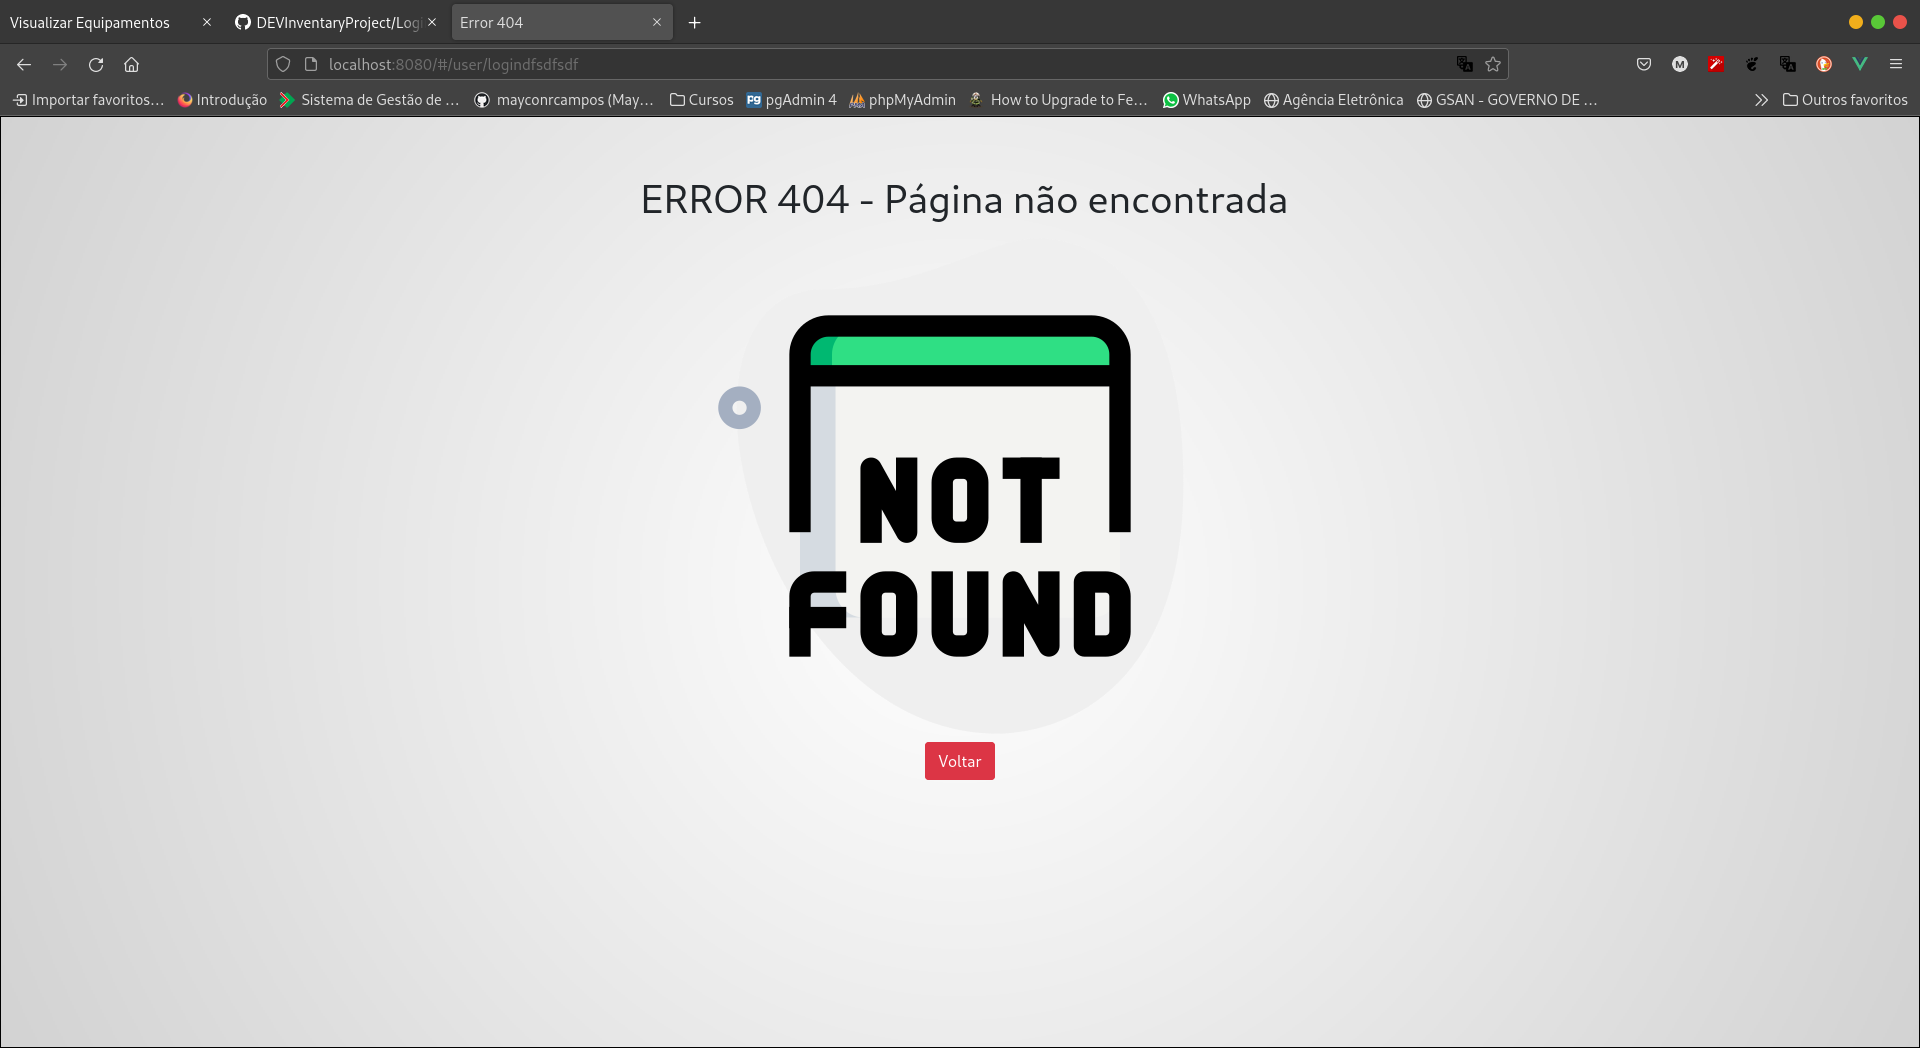 Visualizar Equipamentos
DEVInventaryProject/Logi
Error 404
localhost:8080/#/user/logindfsdfsdf
Importar favoritos…
Introdução
Sistema de Gestão de …
mayconrcampos (May…
Cursos
pgAdmin 4
phpMyAdmin
How to Upgrade to Fe…
WhatsApp
Agência Eletrônica
GSAN - GOVERNO DE …
Outros favoritos
ERROR 404 - Página não encontrada
NOT
FOUND
Voltar